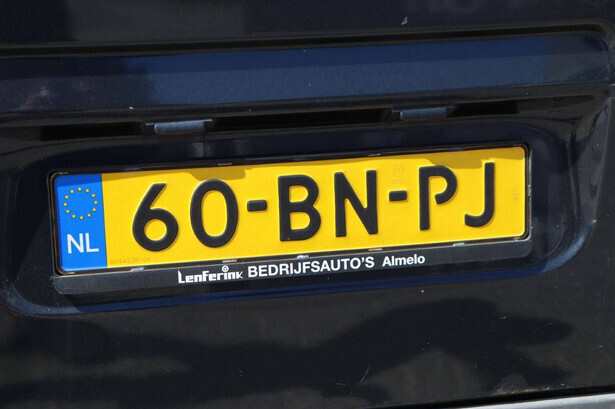 NL 60-BN-PJ
Lenferink BEDRIJFSAUTO'S Almelo